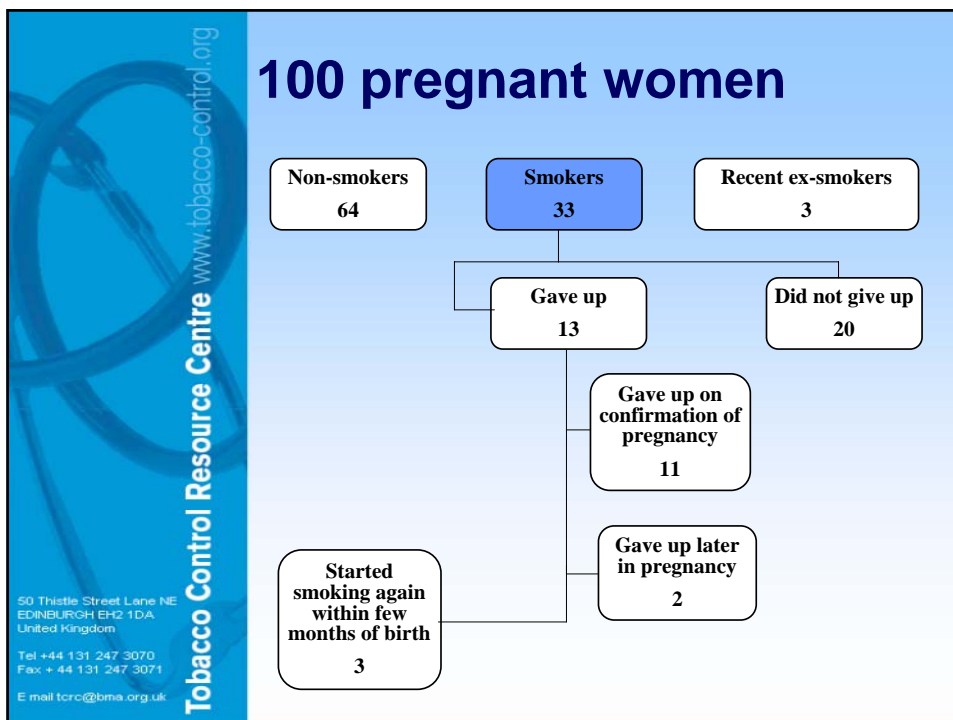 100 pregnant women
Non-smokers
64
Smokers
33
Recent ex-smokers
3
Gave up
13
Did not give up
20
Gave up on
confirmation of
pregnancy
11
Gave up later
in pregnancy
2
Started
smoking again
within few
months of birth
3
Tobacco Control Resource Centre www.tobacco-control.org
50 Thistle Street Lane NE
EDINBURGH EH2 1DA
United Kingdom
Tel +44 131 247 3070
Fax + 44 131 247 3071
E mail tcrc@bma.org.uk